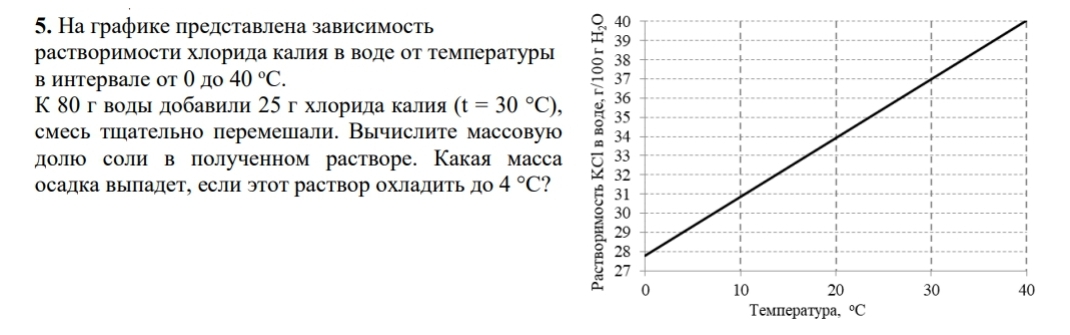 5. На графике представлена зависимость
растворимости хлорида калия в воде от температуры
в интервале от 0 до 40 °С.
К 80 г воды добавили 25 г хлорида калия (t = 30 °С),
смесь тщательно перемешали. Вычислите массовую
долю соли в полученном растворе. Какая масса
осадка выпадет, если этот раствор охладить до 4 °С?
Растворимость KCl в воде, г/100 г H₂O
40
39
38
37
36
35
34
33
32
31
30
29
28
27
0 10 20 30 40
Температура, °С